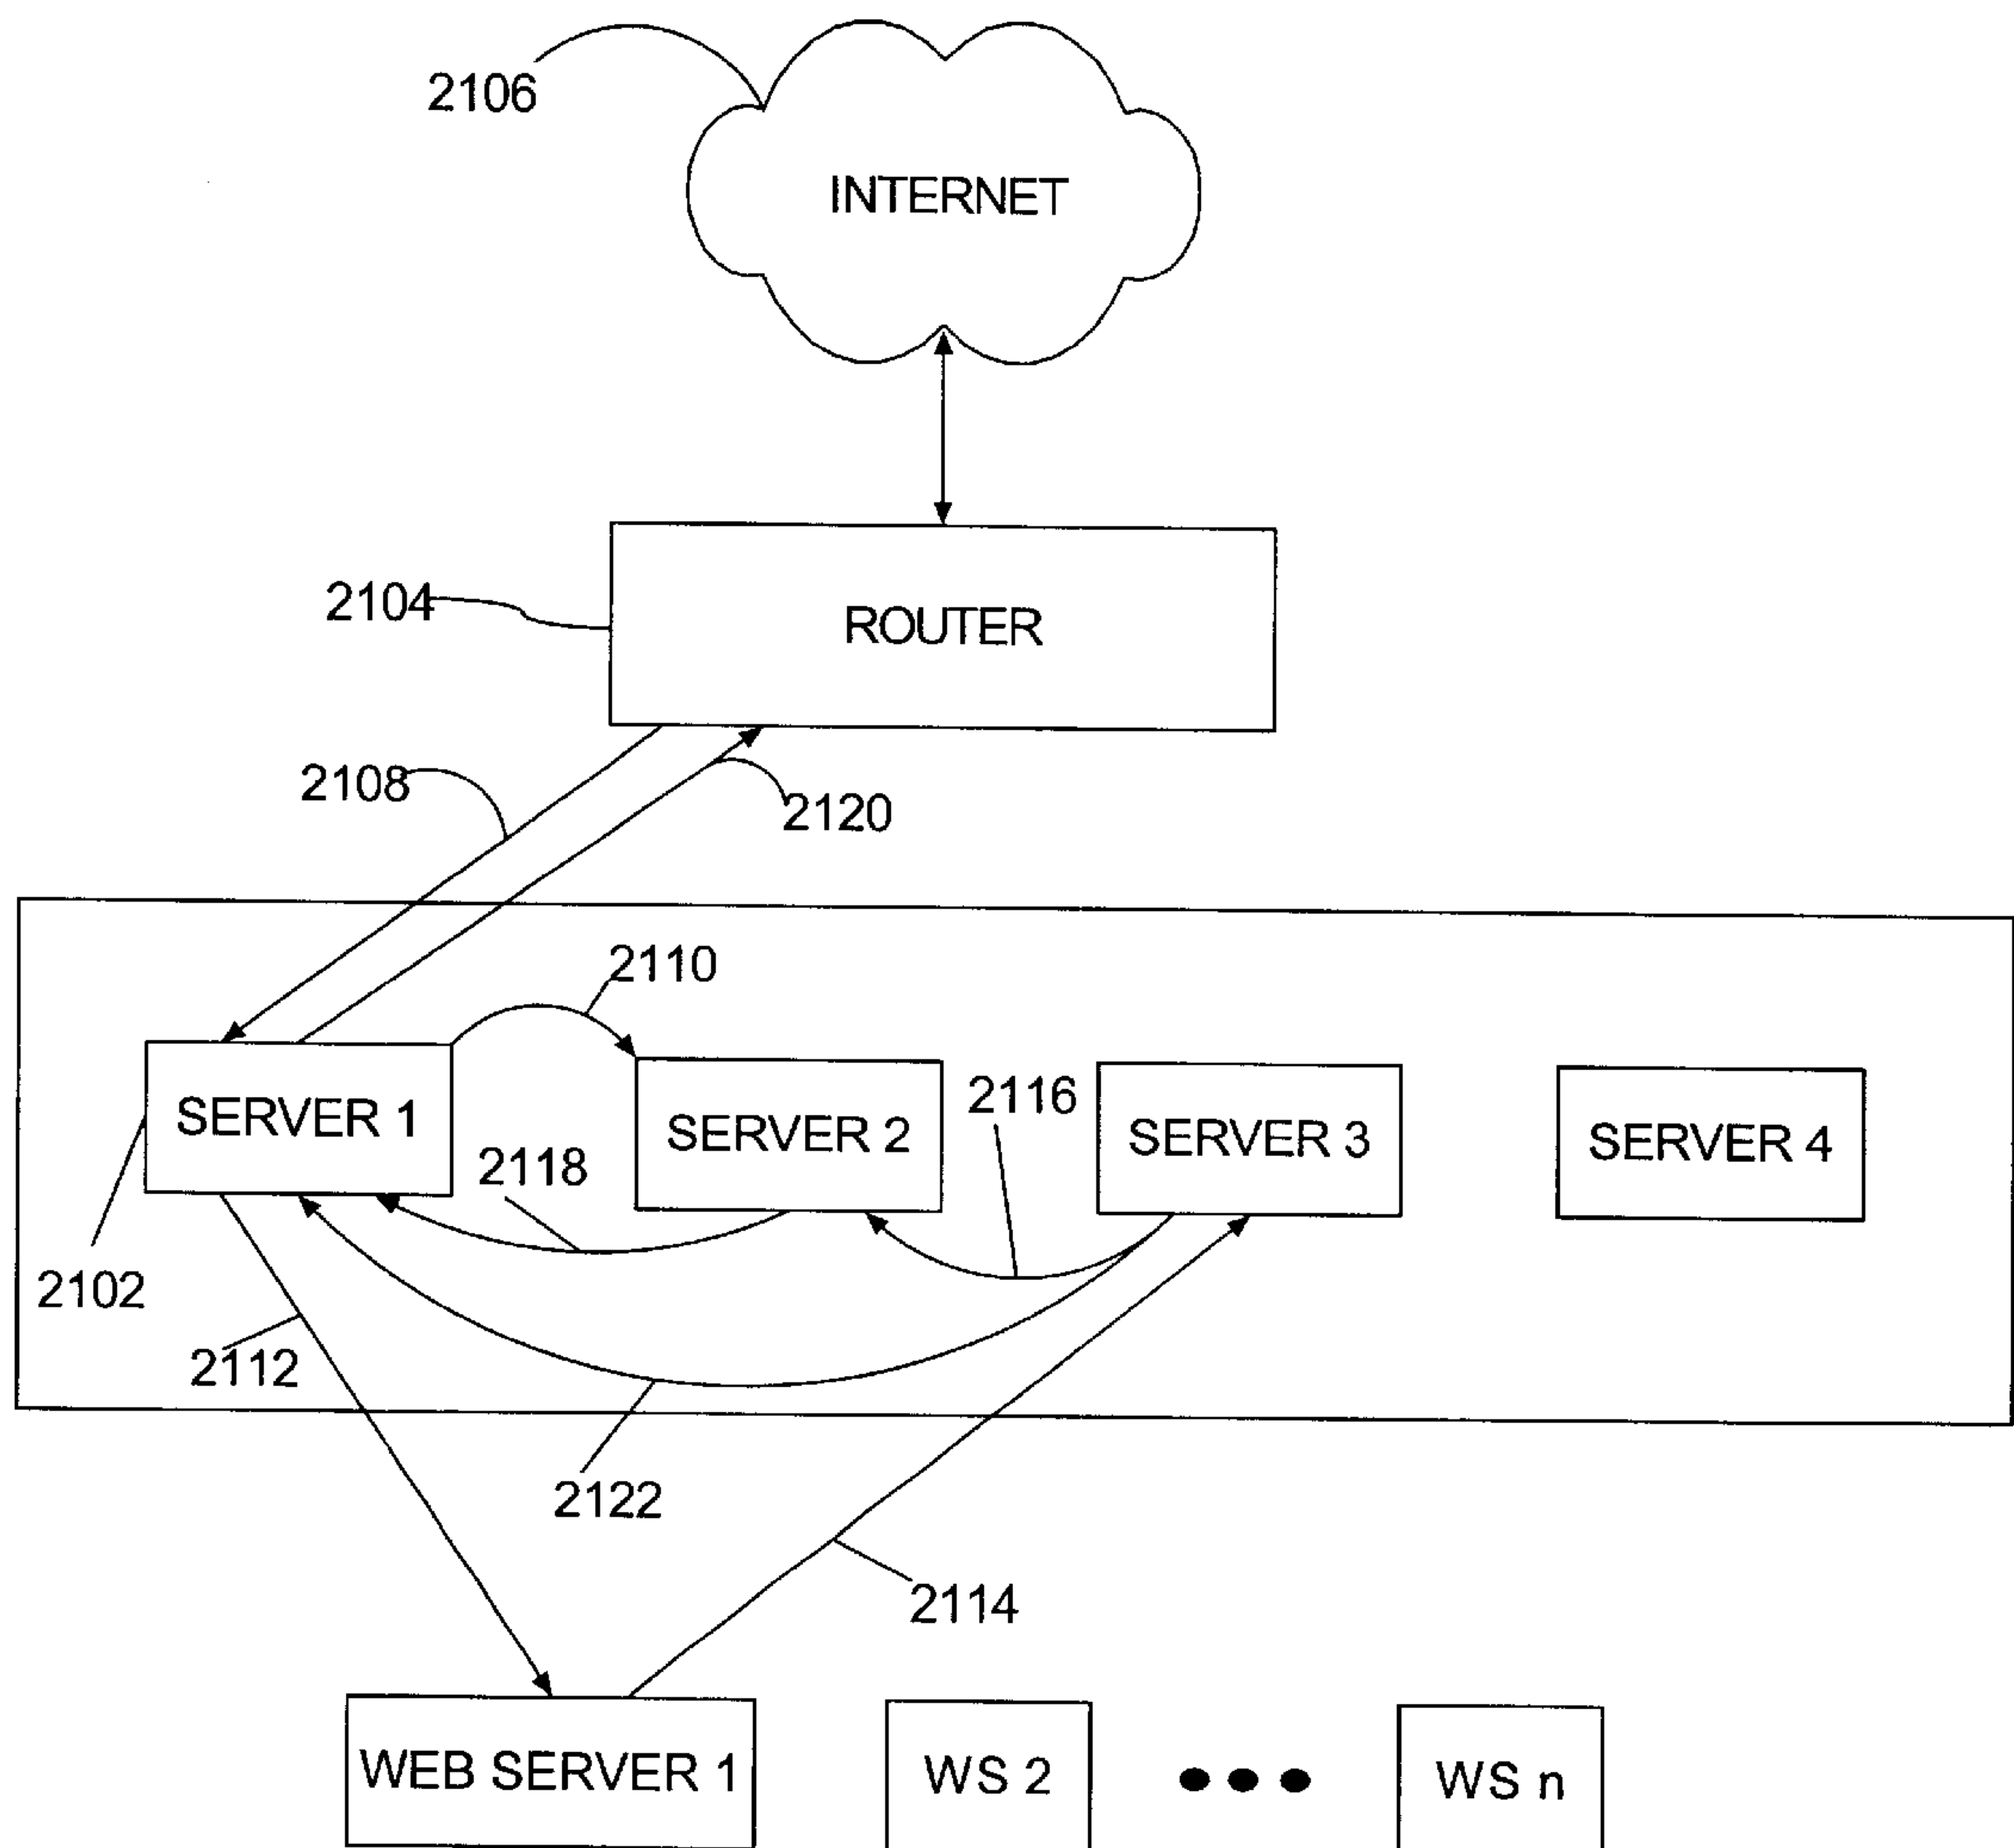 2106
INTERNET
2104
ROUTER
2108
2120
2110
2116
SERVER 1
SERVER 2
SERVER 3
SERVER 4
2118
2102
2112
2122
2114
WEB SERVER 1
WS 2
WS n